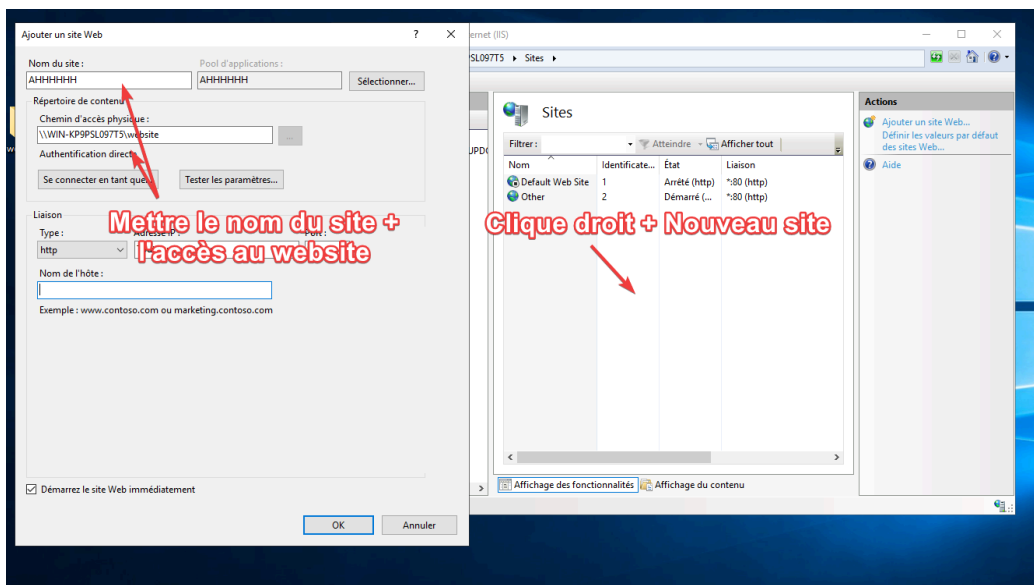 Ajouter un site Web
? X
Nom du site :
Pool d'applications :
AHHHHHH
AHHHHHH
Sélectionner...
Répertoire de contenu
Chemin d'accès physique :
\\WIN-KP9PSL097T5\website
...
Authentification directe
Se connecter en tant que...
Tester les paramètres...
Liaison
Type :
Adresse IP :
http
Nom de l'hôte :
Exemple : www.contoso.com ou marketing.contoso.com
Démarrez le site Web immédiatement
OK
Annuler
Mettre le nom du site +
l'accès au website
(IIS)
PSL097T5 Sites
Sites
Filtrer :
Atteindre
Afficher tout
Nom
Identificate...
État
Liaison
Default Web Site
1
Arrêté (http)
*:80 (http)
Other
2
Démarré (...
*:80 (http)
Clique droit + Nouveau site
Affichage des fonctionnalités
Affichage du contenu
Actions
Ajouter un site Web...
Définir les valeurs par défaut
des sites Web...
Aide